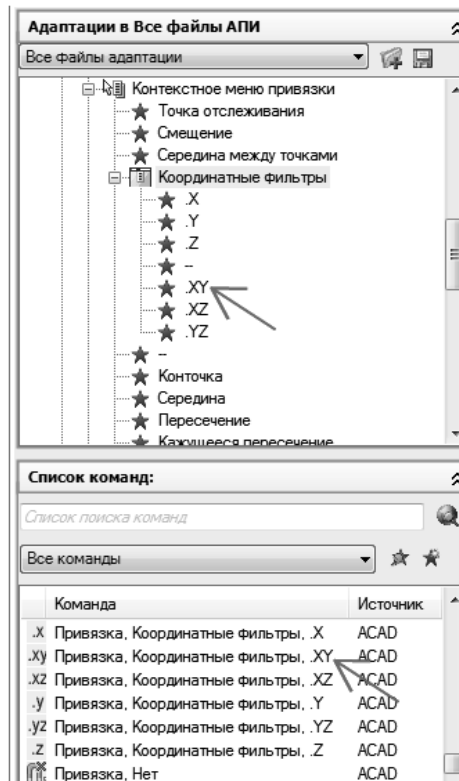 Адаптации в Все файлы АПИ
Все файлы адаптации
Контекстное меню привязки
Точка отслеживания
Смещение
Середина между точками
Координатные фильтры
.X
.Y
.Z
--
.XY
.XZ
.YZ
--
Конточка
Середина
Пересечение
Кажущееся пересечение
Список команд:
Список поиска команд
Все команды
Команда Источник
.X Привязка, Координатные фильтры, .X ACAD
.XY Привязка, Координатные фильтры, .XY ACAD
.XZ Привязка, Координатные фильтры, .XZ ACAD
.y Привязка, Координатные фильтры, .Y ACAD
.yz Привязка, Координатные фильтры, .YZ ACAD
.Z Привязка, Координатные фильтры, .Z ACAD
Привязка, Нет ACAD